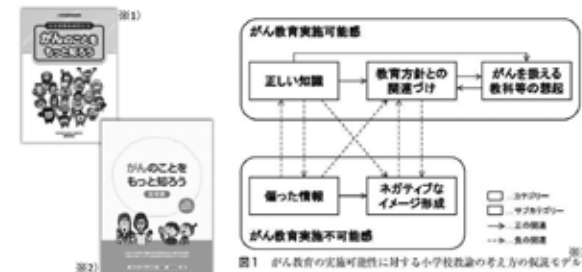 ※1)
がんのことを
もっと知ろう
がんのことを
もっと知ろう
※2)
がん教育実施可能感
正しい知識
教育方針との
関連づけ
がんを扱える
教科等の想起
偏った情報
ネガティブな
イメージ形成
がん教育実施不可能感
…カテゴリー
…サブカテゴリー
…正の関連
…負の関連
図1 がん教育の実施可能性に対する小学校教諭の考え方の仮説モデル